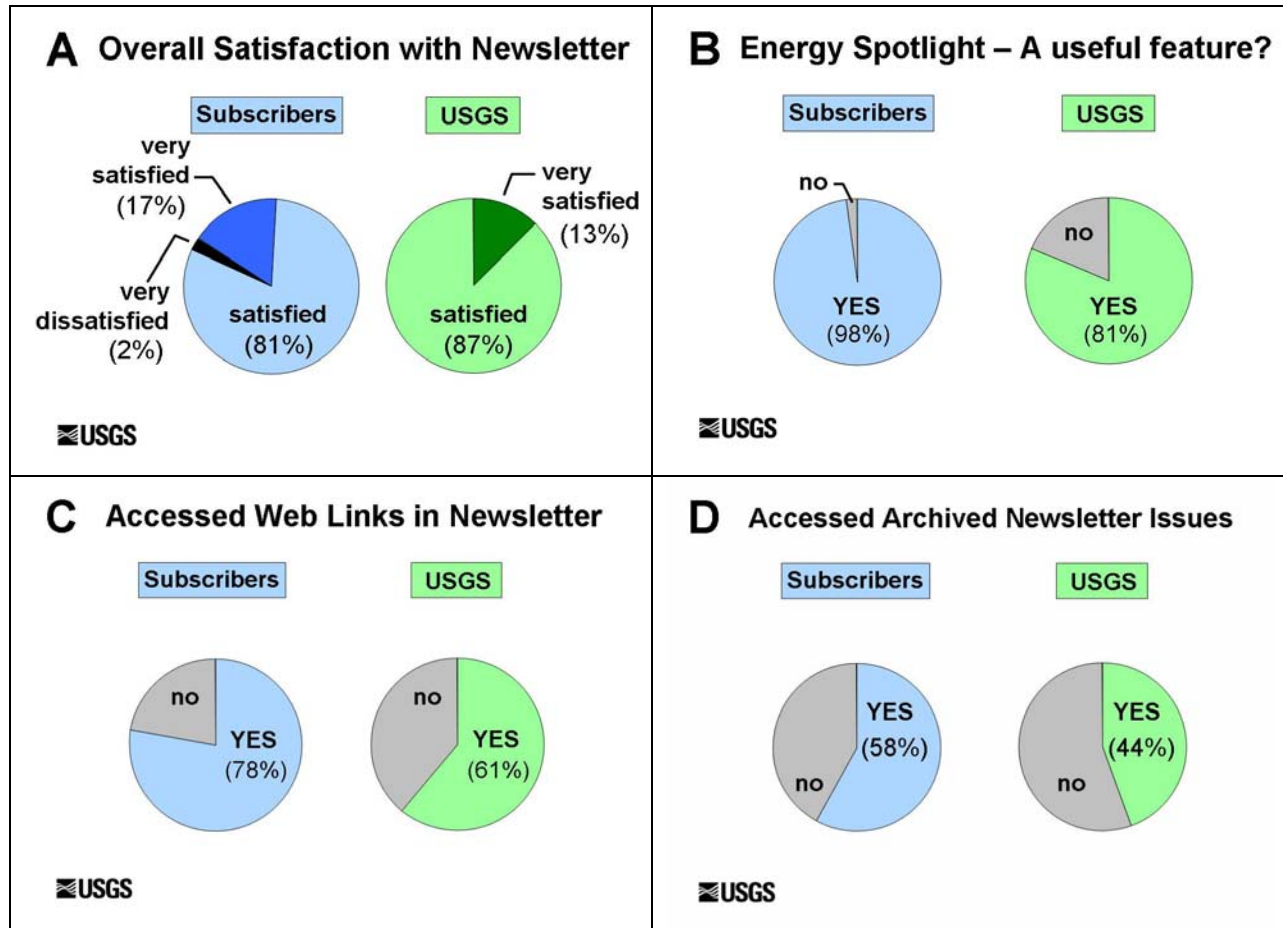 A Overall Satisfaction with Newsletter
Subscribers
USGS
very
satisfied
(17%)
very
dissatisfied
(2%)
satisfied
(81%)
very
satisfied
(13%)
satisfied
(87%)
USGS
B Energy Spotlight – A useful feature?
Subscribers
USGS
no
YES
(98%)
no
YES
(81%)
USGS
C Accessed Web Links in Newsletter
Subscribers
USGS
no
YES
(78%)
no
YES
(61%)
USGS
D Accessed Archived Newsletter Issues
Subscribers
USGS
YES
(58%)
no
YES
(44%)
no
USGS